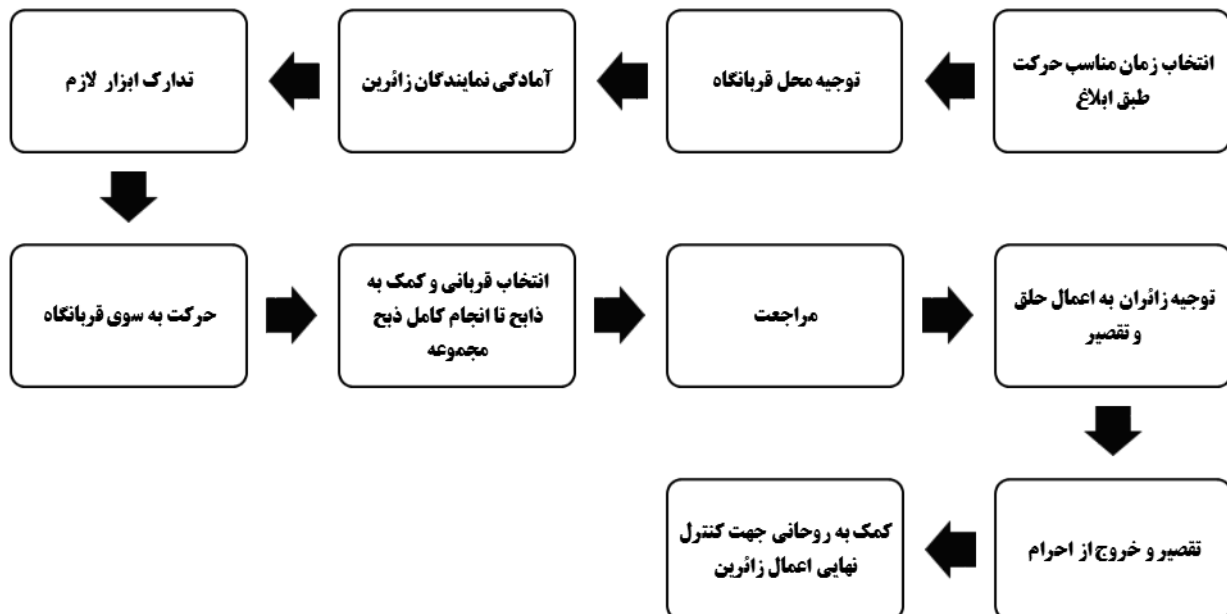 انتخاب زمان مناسب حرکت
طبق ابلاغ
توجیه محل قربانگاه
آمادگی نمایندگان زائرین
تدارک ابزار لازم
حرکت به سوی قربانگاه
انتخاب قربانی و کمک به
ذابح تا انجام کامل ذبح
مجموعه
مراجعت
توجیه زائران به اعمال حلق
و تقصیر
تقصیر و خروج از احرام
کمک به روحانی جهت کنترل
نهایی اعمال زائرین